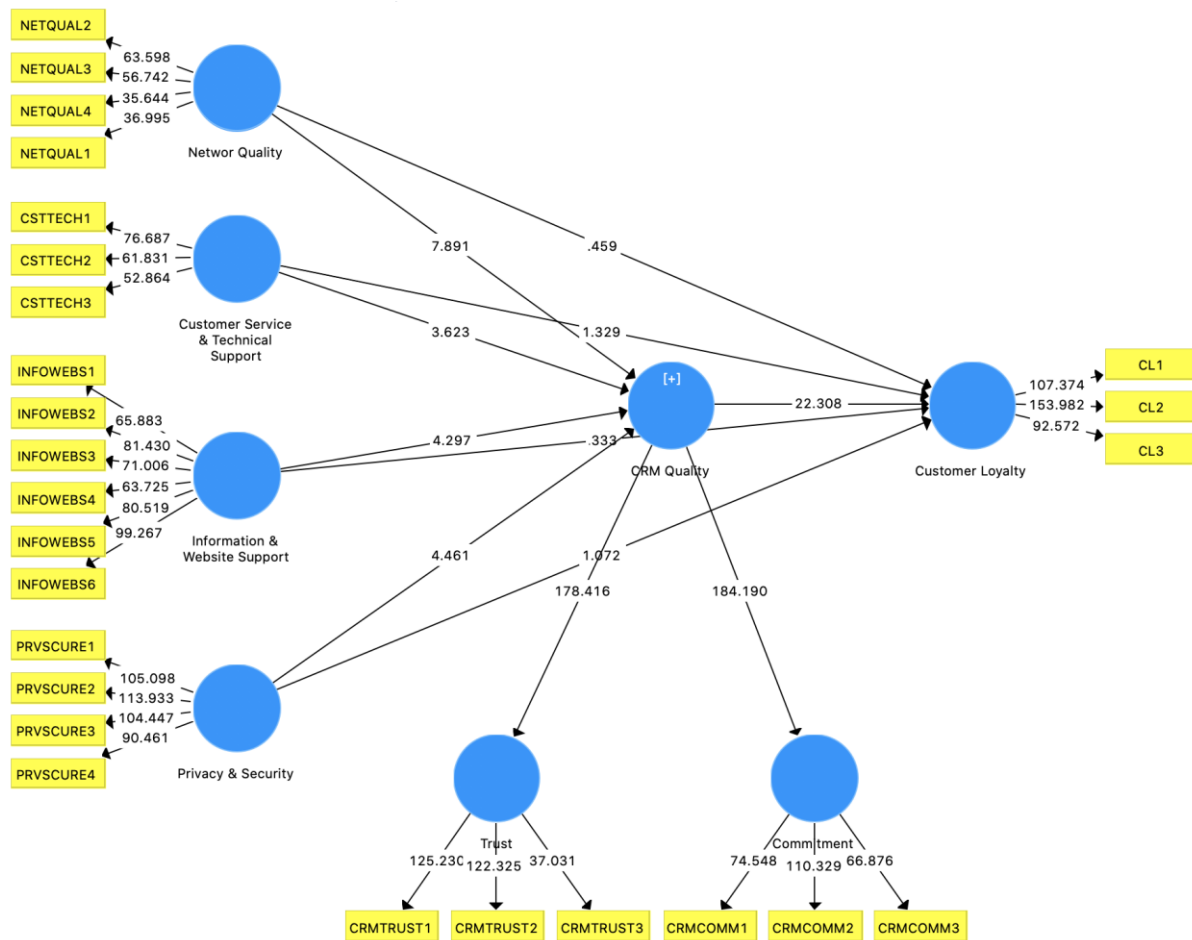 NETQUAL2
NETQUAL3
NETQUAL4
NETQUAL1
63.598
56.742
35.644
36.995
Networ Quality
CSTTECH1
CSTTECH2
CSTTECH3
76.687
61.831
52.864
Customer Service
& Technical
Support
INFOWEBS1
INFOWEBS2
INFOWEBS3
INFOWEBS4
INFOWEBS5
INFOWEBS6
65.883
81.430
71.006
63.725
80.519
99.267
Information &
Website Support
PRVSCURE1
PRVSCURE2
PRVSCURE3
PRVSCURE4
105.098
113.933
104.447
90.461
Privacy & Security
7.891
.459
3.623
1.329
4.297
.333
4.461
1.072
[+]
CRM Quality
22.308
Customer Loyalty
107.374
153.982
92.572
CL1
CL2
CL3
178.416
184.190
Trust
125.230
122.325
37.031
CRMTRUST1
CRMTRUST2
CRMTRUST3
Commitment
74.548
110.329
66.876
CRMCOMM1
CRMCOMM2
CRMCOMM3